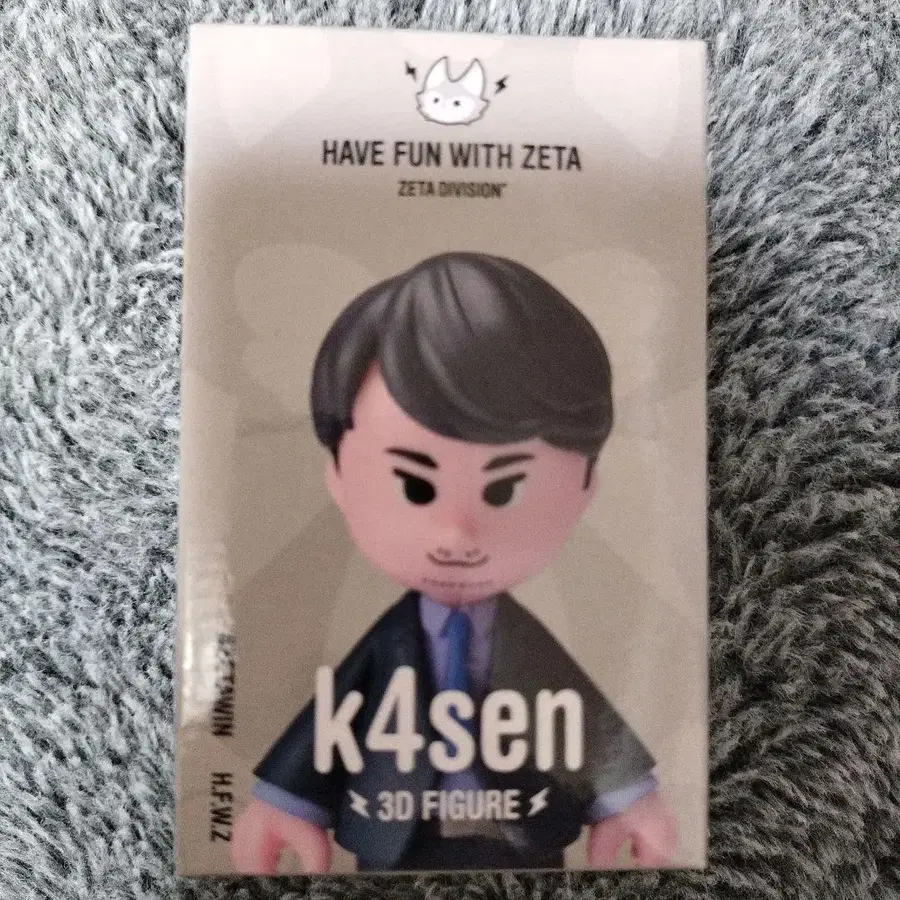 HAVE FUN WITH ZETA
ZETA DIVISION
k4sen
3D FIGURE
H.F.W.Z